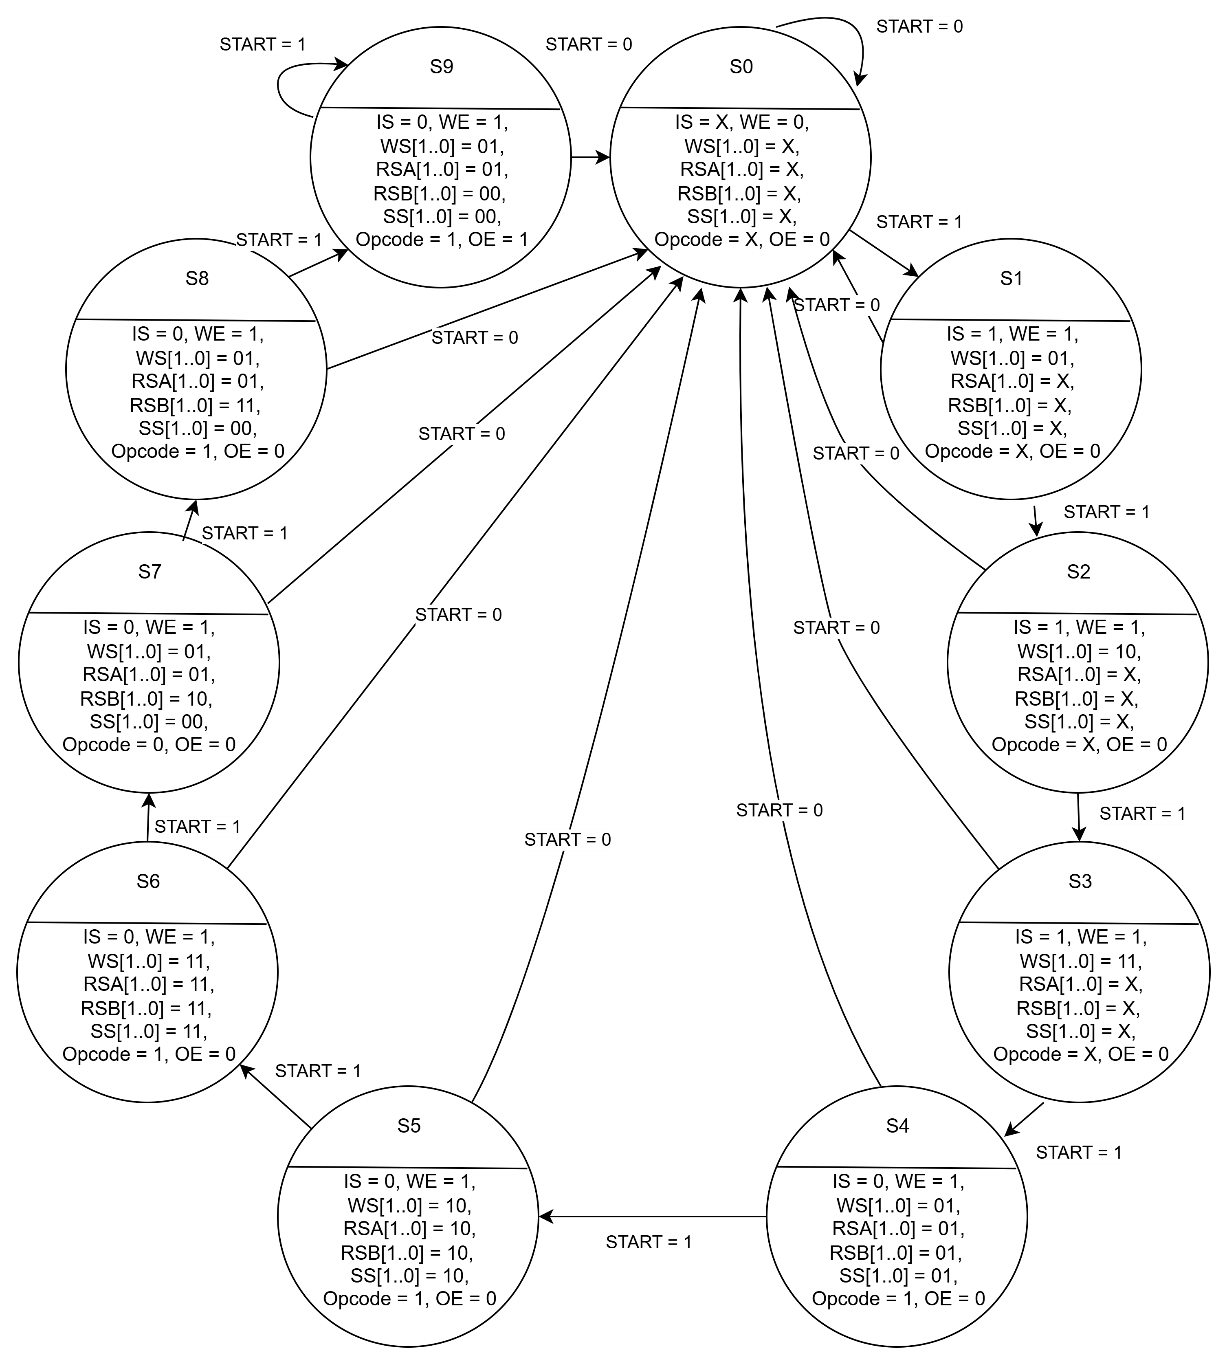 START = 1
S9
IS = 0, WE = 1,
WS[1..0] = 01,
RSA[1..0] = 01,
RSB[1..0] = 00,
SS[1..0] = 00,
Opcode = 1, OE = 1
START = 0
S0
IS = X, WE = 0,
WS[1..0] = X,
RSA[1..0] = X,
RSB[1..0] = X,
SS[1..0] = X,
Opcode = X, OE = 0
START = 0
START = 1
S8
IS = 0, WE = 1,
WS[1..0] = 01,
RSA[1..0] = 01,
RSB[1..0] = 11,
SS[1..0] = 00,
Opcode = 1, OE = 0
START = 0
START = 1
START = 0
S1
IS = 1, WE = 1,
WS[1..0] = 01,
RSA[1..0] = X,
RSB[1..0] = X,
SS[1..0] = X,
Opcode = X, OE = 0
START = 0
START = 0
START = 1
START = 1
S7
IS = 0, WE = 1,
WS[1..0] = 01,
RSA[1..0] = 01,
RSB[1..0] = 10,
SS[1..0] = 00,
Opcode = 0, OE = 0
START = 0
START = 0
S2
IS = 1, WE = 1,
WS[1..0] = 10,
RSA[1..0] = X,
RSB[1..0] = X,
SS[1..0] = X,
Opcode = X, OE = 0
START = 1
START = 0
START = 0
START = 1
S6
IS = 0, WE = 1,
WS[1..0] = 11,
RSA[1..0] = 11,
RSB[1..0] = 11,
SS[1..0] = 11,
Opcode = 1, OE = 0
S3
IS = 1, WE = 1,
WS[1..0] = 11,
RSA[1..0] = X,
RSB[1..0] = X,
SS[1..0] = X,
Opcode = X, OE = 0
START = 1
START = 1
S5
IS = 0, WE = 1,
WS[1..0] = 10,
RSA[1..0] = 10,
RSB[1..0] = 10,
SS[1..0] = 10,
Opcode = 1, OE = 0
START = 1
S4
IS = 0, WE = 1,
WS[1..0] = 01,
RSA[1..0] = 01,
RSB[1..0] = 01,
SS[1..0] = 01,
Opcode = 1, OE = 0